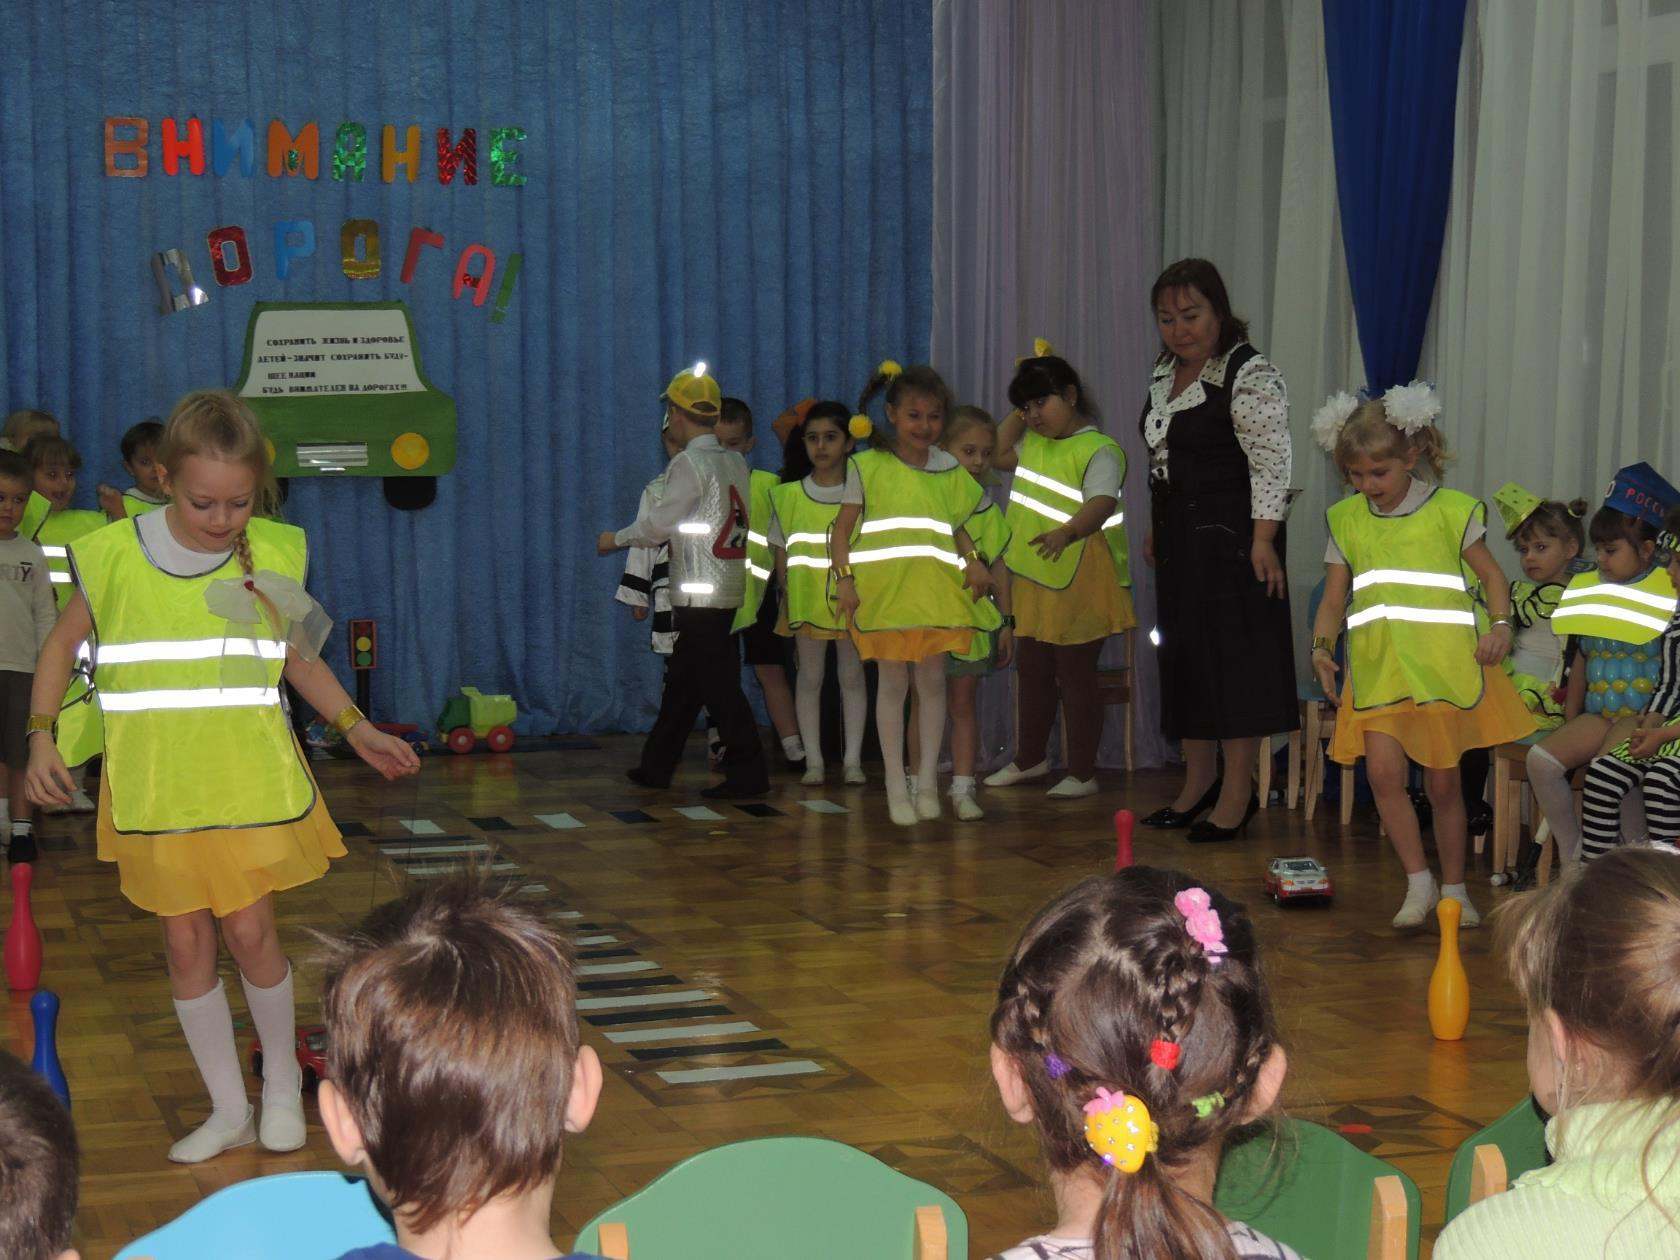 ВНИМАНИЕ
ДОРОГА!
СОХРАНИТЬ ЖИЗНЬ И ЗДОРОВЬЕ
ДЕТЕЙ - ЗНАЧИТ СОХРАНИТЬ БУДУ-
ЩЕЕ НАЦИИ
БУДЬ ВНИМАТЕЛЕН НА ДОРОГАХ!!!